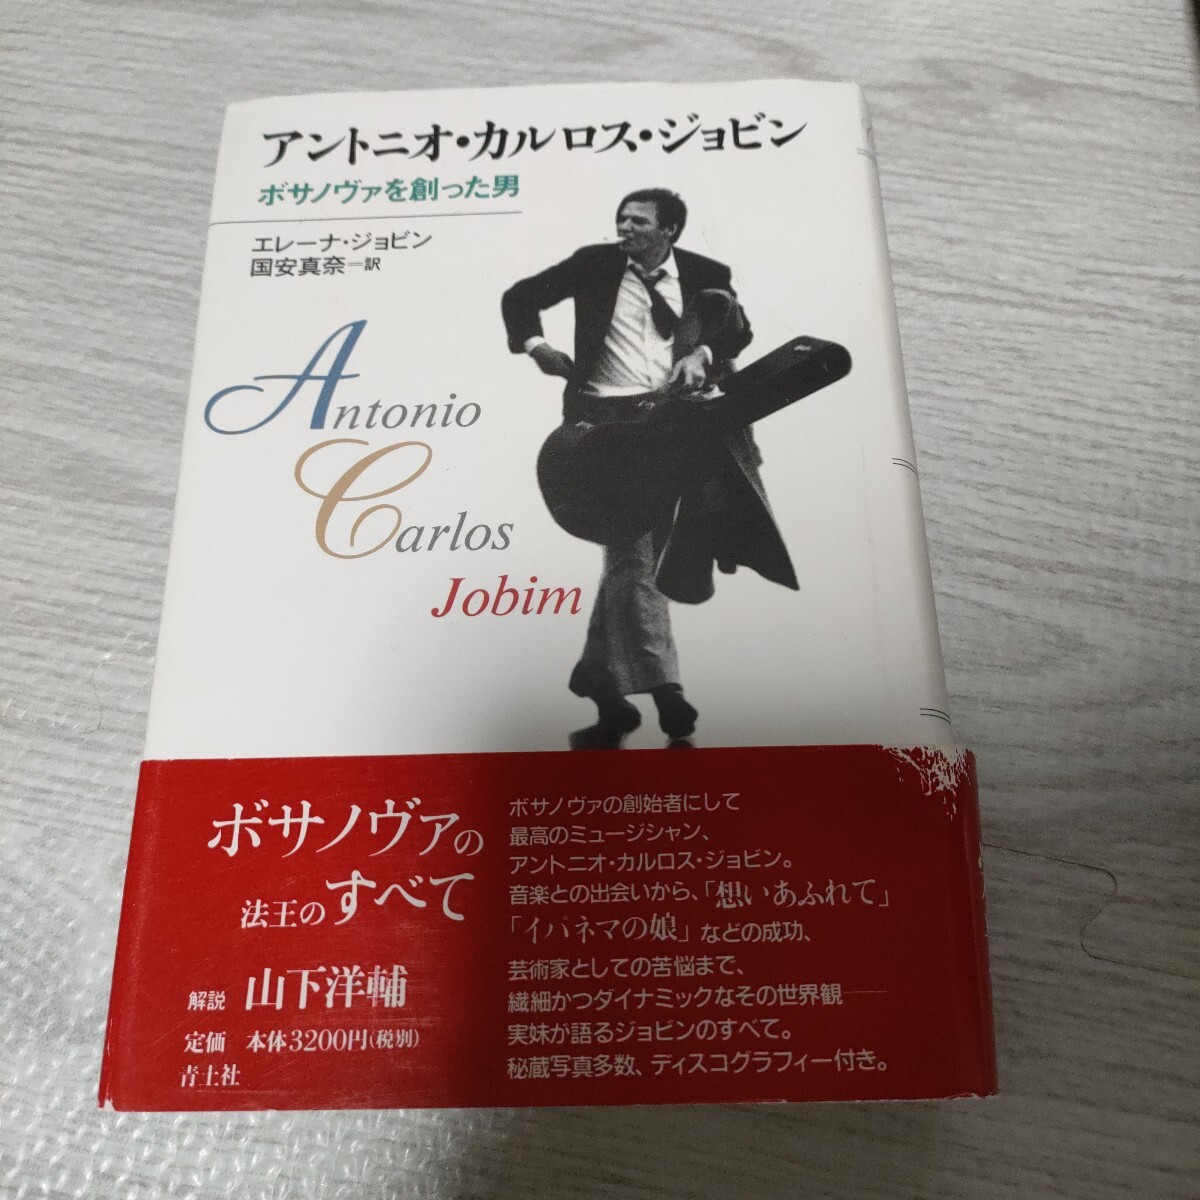 アントニオ・カルロス・ジョビン
ボサノヴァを創った男
エレーナ・ジョビン
国安真奈=訳
Antonio
Carlos
Jobim
ボサノヴァの
法王のすべて
解説 山下洋輔
定価 本体3200円(税別)
青土社
ボサノヴァの創始者にして
最高のミュージシャン、
アントニオ・カルロス・ジョビン。
音楽との出会いから、「想いあふれて」
「イパネマの娘」などの成功、
芸術家としての苦悩まで、
繊細かつダイナミックなその世界観——
実妹が語るジョビンのすべて。
秘蔵写真多数、ディスコグラフィー付き。